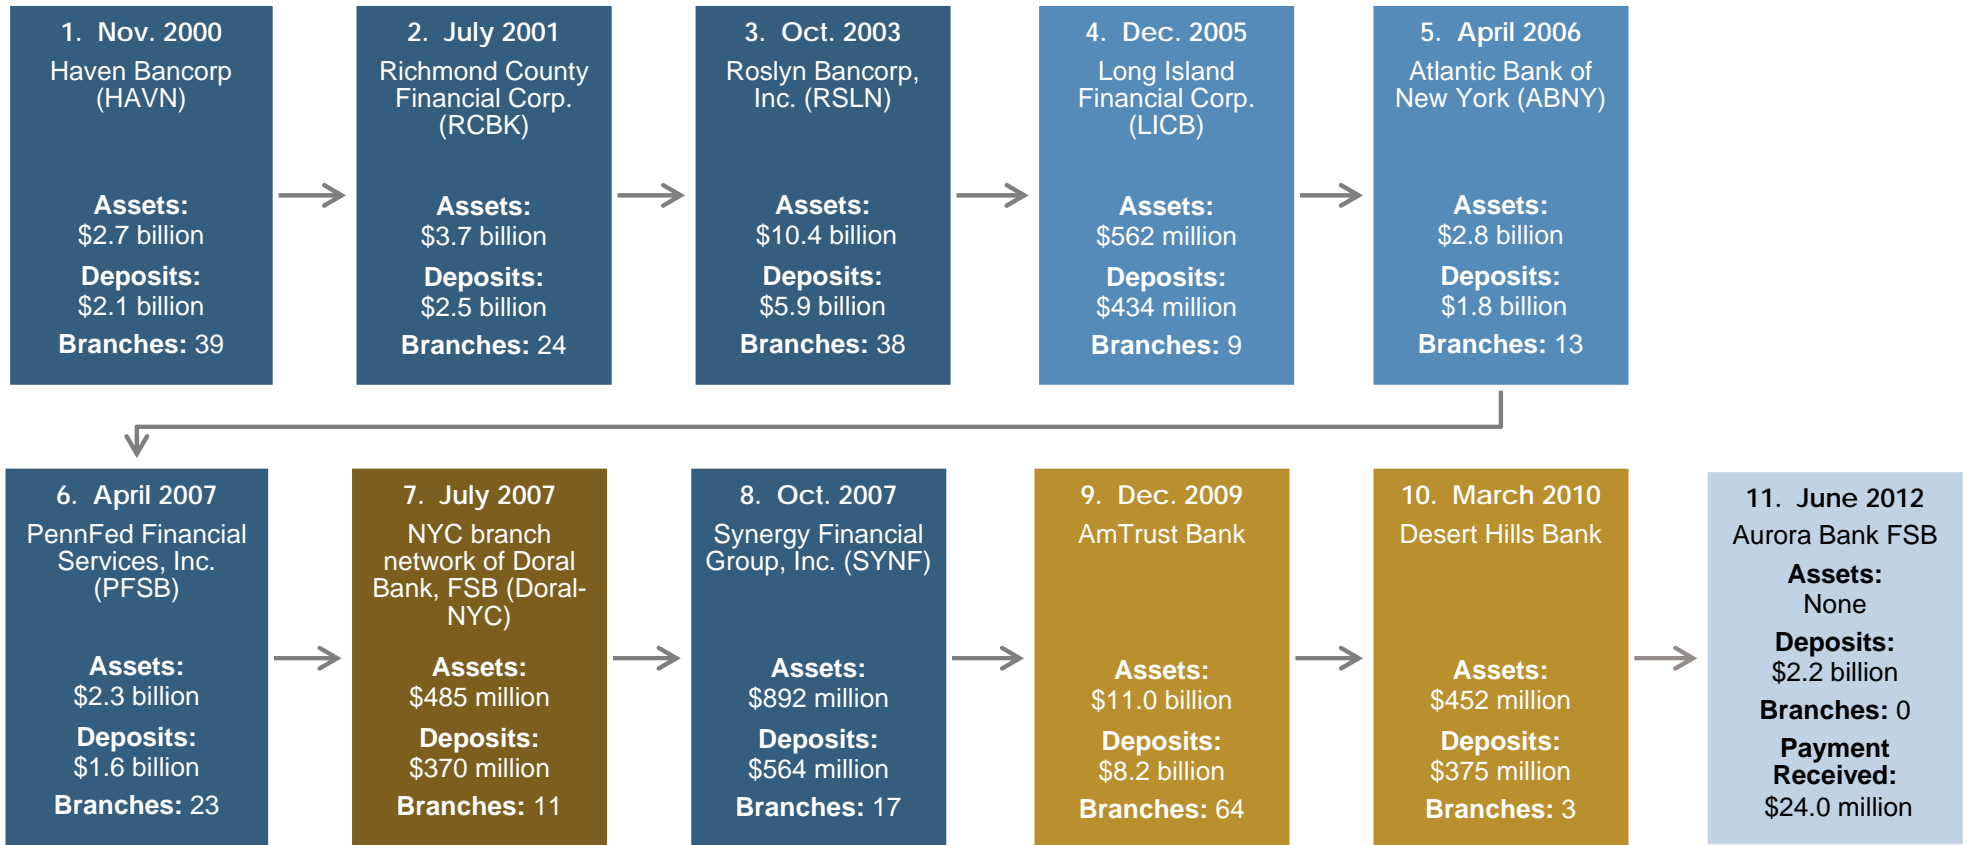 1. Nov. 2000
Haven Bancorp
(HAVN)
Assets:
$2.7 billion
Deposits:
$2.1 billion
Branches: 39
2. July 2001
Richmond County
Financial Corp.
(RCBK)
Assets:
$3.7 billion
Deposits:
$2.5 billion
Branches: 24
3. Oct. 2003
Roslyn Bancorp,
Inc. (RSLN)
Assets:
$10.4 billion
Deposits:
$5.9 billion
Branches: 38
4. Dec. 2005
Long Island
Financial Corp.
(LICB)
Assets:
$562 million
Deposits:
$434 million
Branches: 9
5. April 2006
Atlantic Bank of
New York (ABNY)
Assets:
$2.8 billion
Deposits:
$1.8 billion
Branches: 13
6. April 2007
PennFed Financial
Services, Inc.
(PFSB)
Assets:
$2.3 billion
Deposits:
$1.6 billion
Branches: 23
7. July 2007
NYC branch
network of Doral
Bank, FSB (Doral-
NYC)
Assets:
$485 million
Deposits:
$370 million
Branches: 11
8. Oct. 2007
Synergy Financial
Group, Inc. (SYNF)
Assets:
$892 million
Deposits:
$564 million
Branches: 17
9. Dec. 2009
AmTrust Bank
Assets:
$11.0 billion
Deposits:
$8.2 billion
Branches: 64
10. March 2010
Desert Hills Bank
Assets:
$452 million
Deposits:
$375 million
Branches: 3
11. June 2012
Aurora Bank FSB
Assets:
None
Deposits:
$2.2 billion
Branches: 0
Payment
Received:
$24.0 million